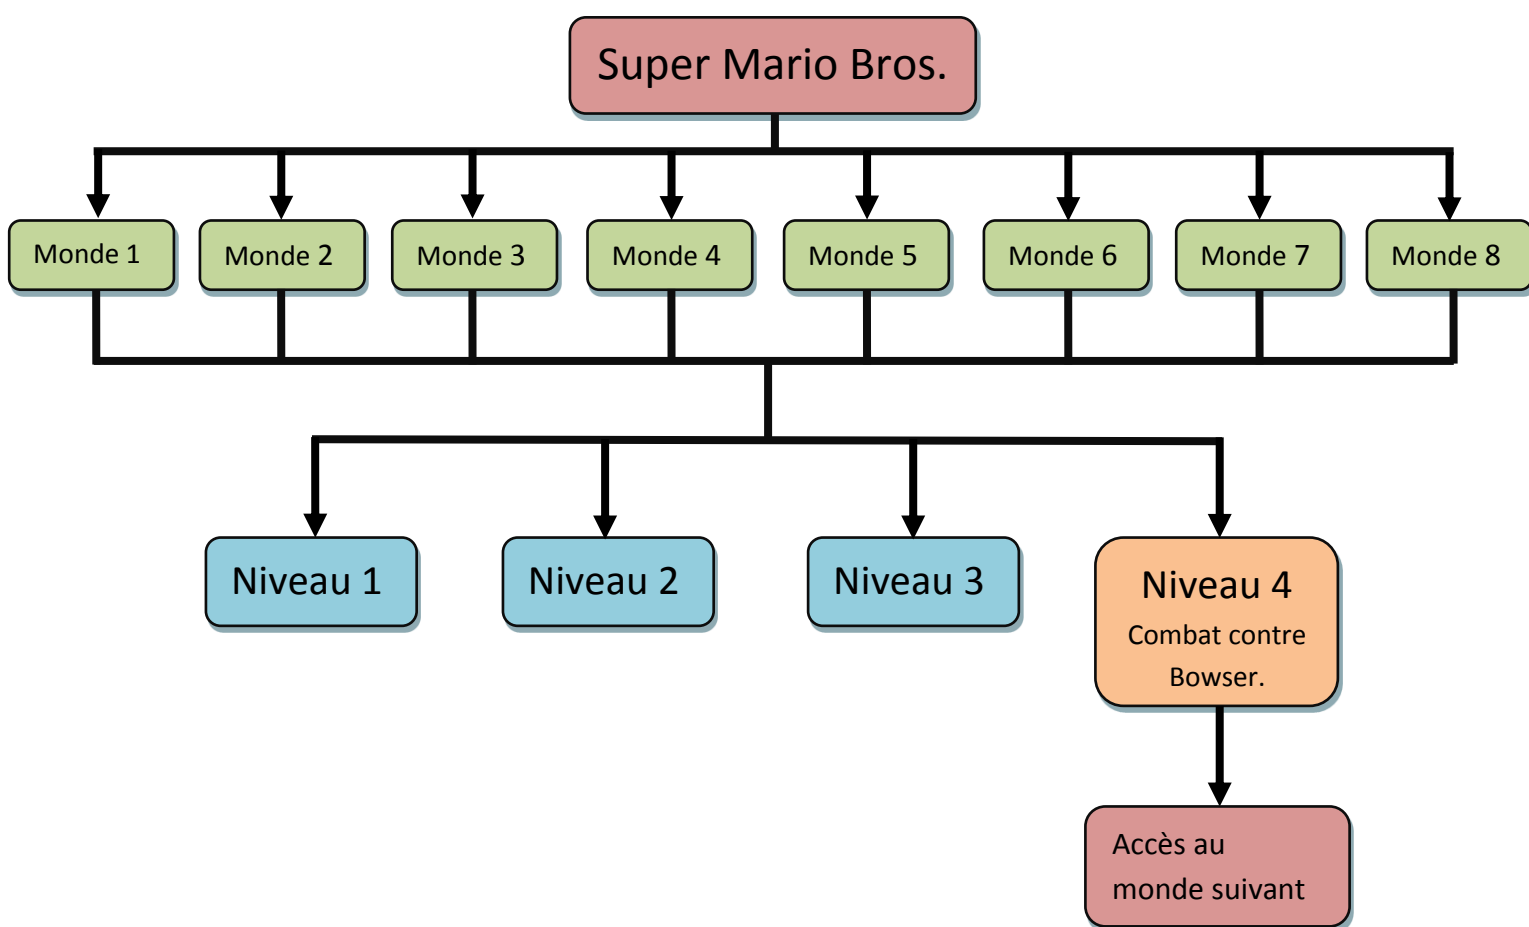 Super Mario Bros.
Monde 1
Monde 2
Monde 3
Monde 4
Monde 5
Monde 6
Monde 7
Monde 8
Niveau 1
Niveau 2
Niveau 3
Niveau 4
Combat contre
Bowser.
Accès au
monde suivant